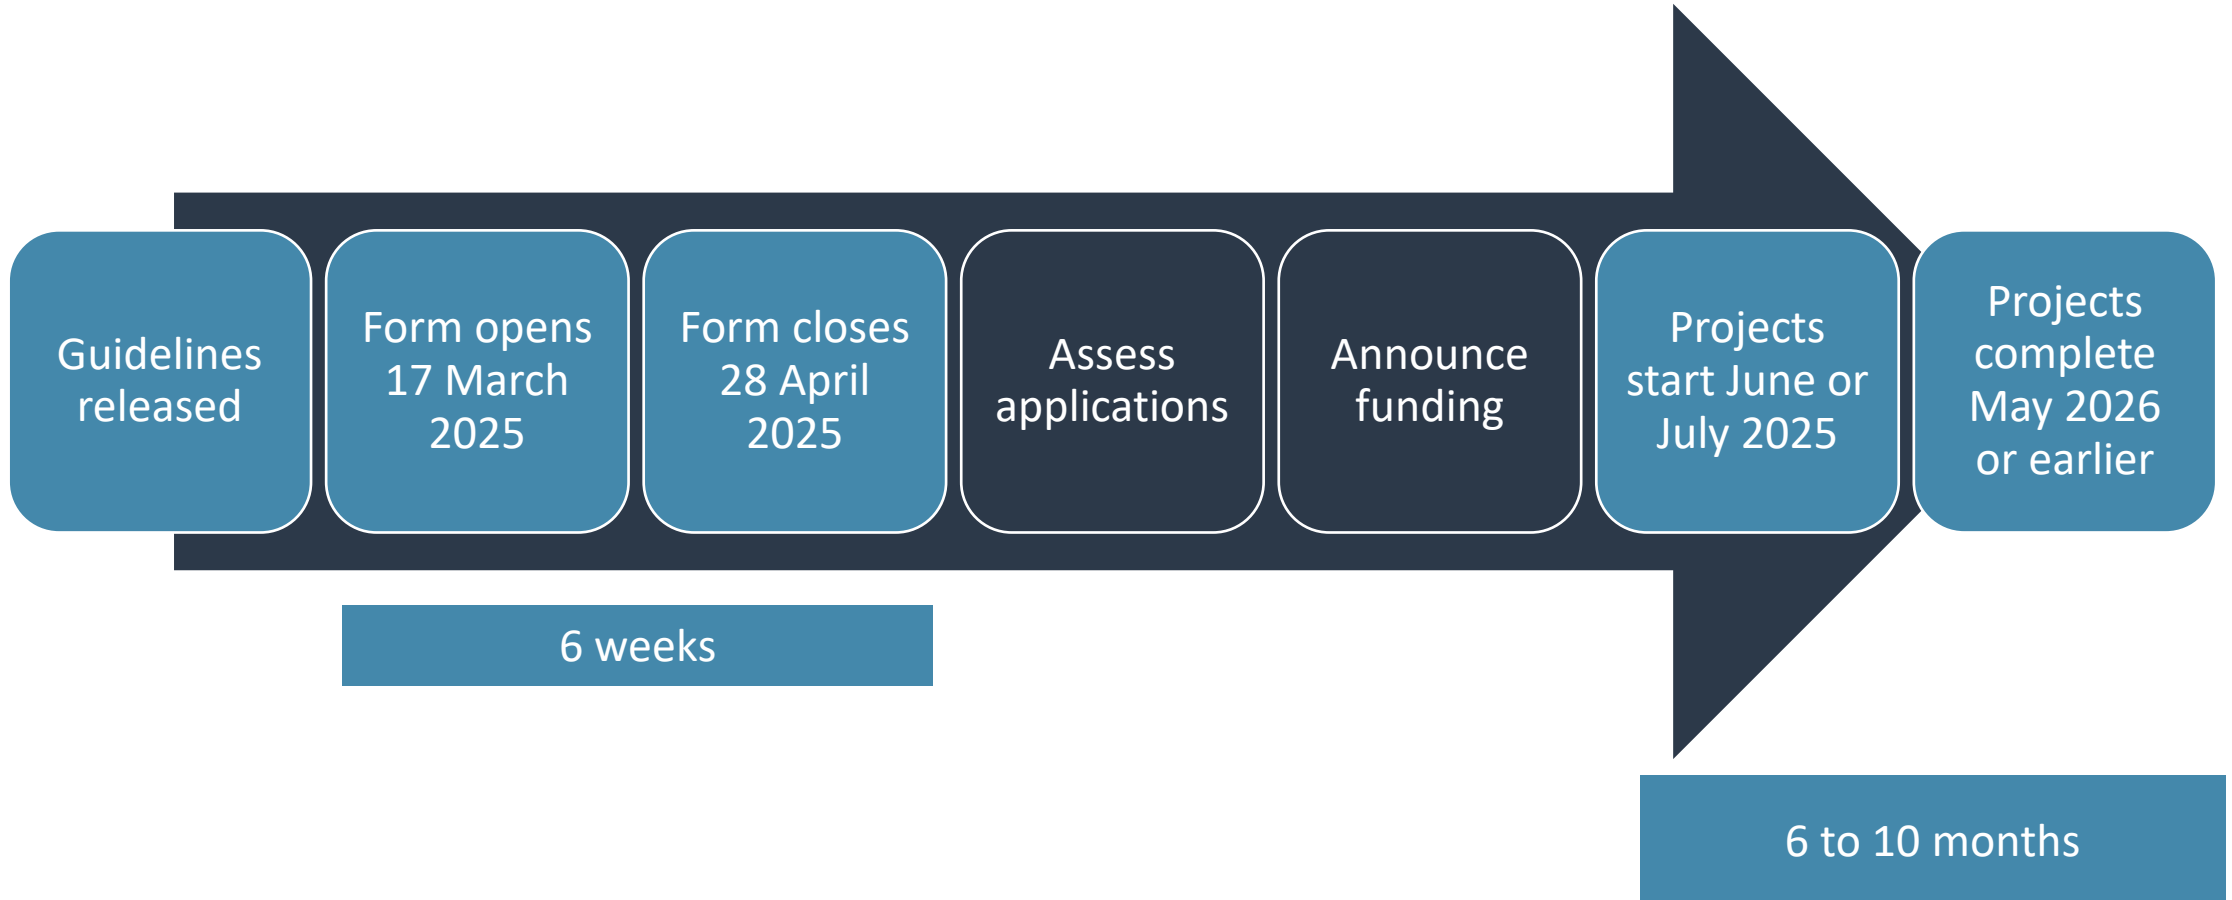 Guidelines
released
Form opens
17 March
2025
Form closes
28 April
2025
Assess
applications
Announce
funding
Projects
start June or
July 2025
Projects
complete
May 2026
or earlier
6 weeks
6 to 10 months